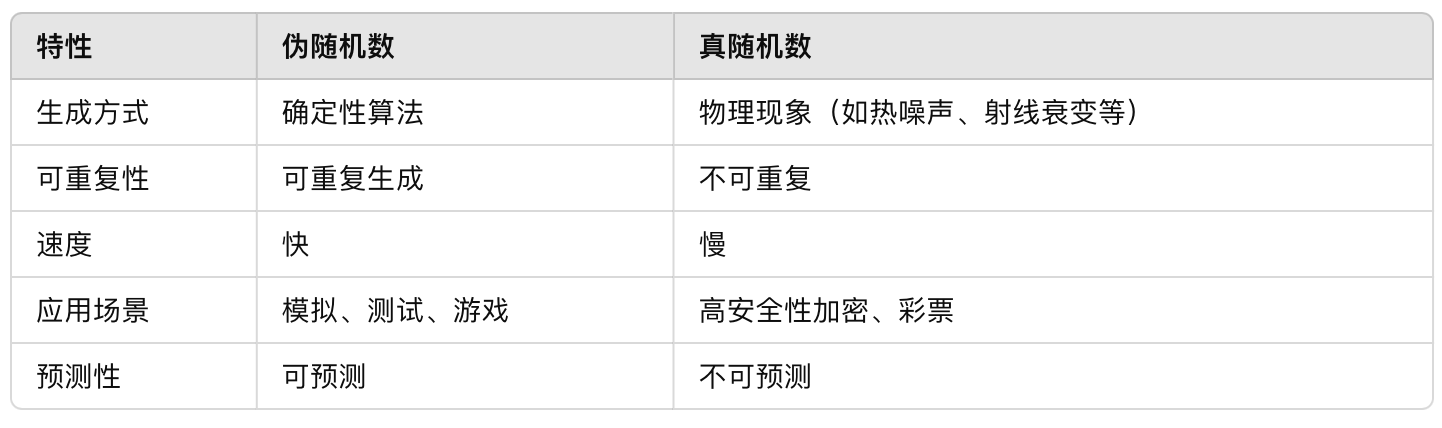 特性 伪随机数 真随机数
生成方式 确定性算法 物理现象（如热噪声、射线衰变等）
可重复性 可重复生成 不可重复
速度 快 慢
应用场景 模拟、测试、游戏 高安全性加密、彩票
预测性 可预测 不可预测